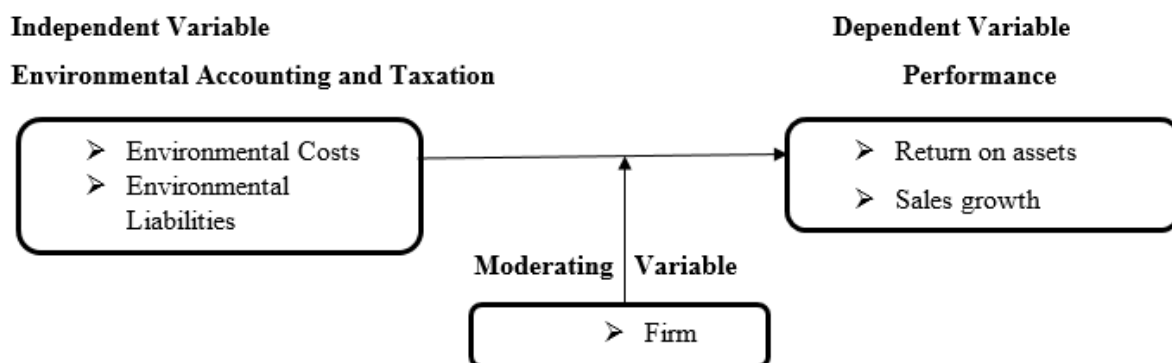 Independent Variable
Environmental Accounting and Taxation
Dependent Variable
Performance
➢ Environmental Costs
➢ Environmental
Liabilities
➢ Return on assets
➢ Sales growth
Moderating Variable
➢ Firm